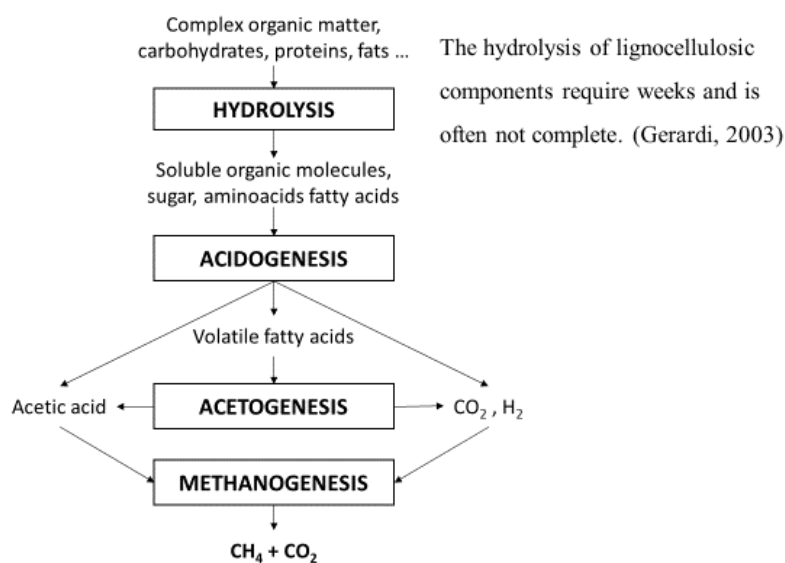 Complex organic matter,
carbohydrates, proteins, fats ...
The hydrolysis of lignocellulosic
components require weeks and is
often not complete. (Gerardi, 2003)
HYDROLYSIS
Soluble organic molecules,
sugar, aminoacids fatty acids
ACIDOGENESIS
Volatile fatty acids
Acetic acid
ACETOGENESIS
CO₂ , H₂
METHANOGENESIS
CH₄ + CO₂